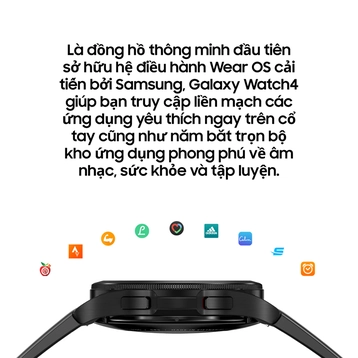 Là đồng hồ thông minh đầu tiên
sở hữu hệ điều hành Wear OS cải
tiến bởi Samsung, Galaxy Watch4
giúp bạn truy cập liền mạch các
ứng dụng yêu thích ngay trên cổ
tay cũng như nắm bắt trọn bộ
kho ứng dụng phong phú về âm
nhạc, sức khỏe và tập luyện.